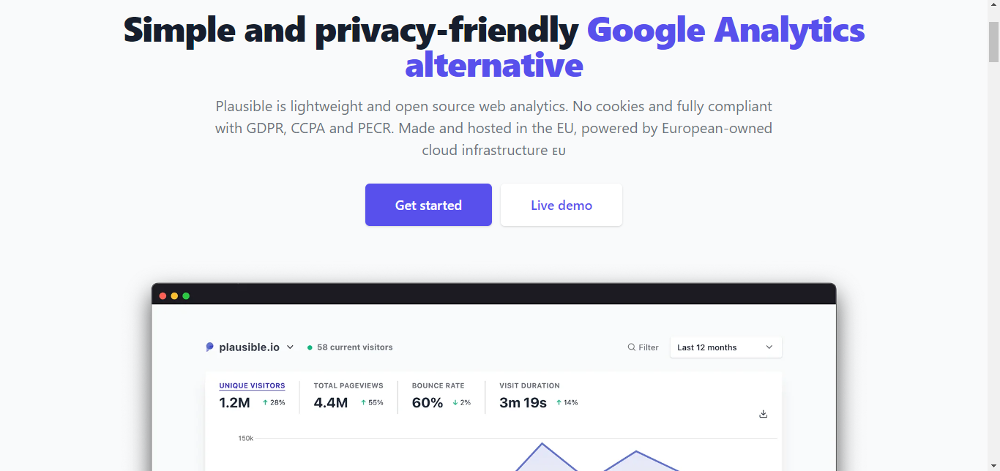 Simple and privacy-friendly Google Analytics
alternative
Plausible is lightweight and open source web analytics. No cookies and fully compliant
with GDPR, CCPA and PECR. Made and hosted in the EU, powered by European-owned
cloud infrastructure EU
Get started
Live demo
plausible.io
58 current visitors
Filter
Last 12 months
UNIQUE VISITORS
1.2M ↑ 28%
TOTAL PAGEVIEWS
4.4M ↑ 55%
BOUNCE RATE
60% ↓ 2%
VISIT DURATION
3m 19s ↑ 14%
150k